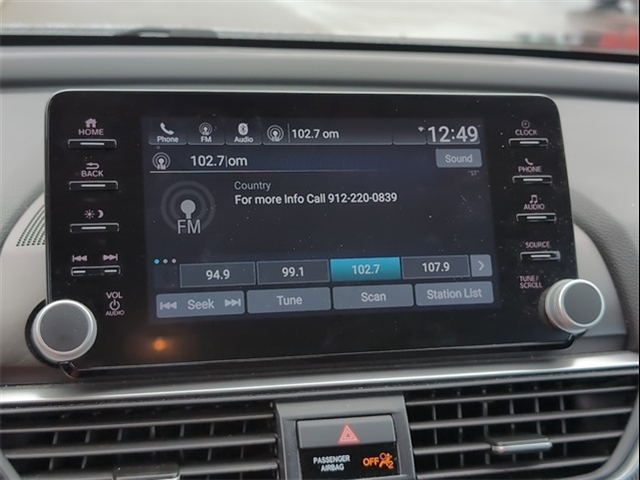 HOME
BACK
VOL
AUDIO
Phone
FM
Audio
102.7 om
12:49
102.7|om
Sound
"ST"
FM
Country
For more Info Call 912-220-0839
94.9
99.1
102.7
107.9
Seek
Tune
Scan
Station List
CLOCK
PHONE
AUDIO
SOURCE
TUNE/
SCROLL
PASSENGER
AIRBAG
OFF